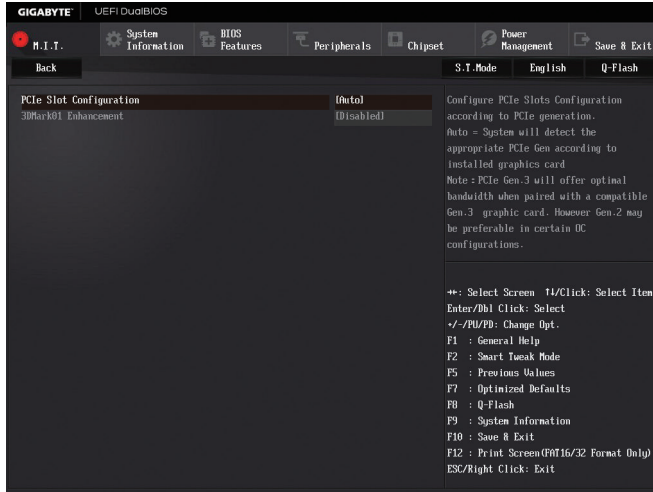 GIGABYTE™ UEFI DualBIOS
M.I.T. System Information BIOS Features Peripherals Chipset Power Management Save & Exit
Back S.T.Mode English Q-Flash
PCIe Slot Configuration [Auto]
3DMark01 Enhancement [Disabled]
Configure PCIe Slots Configuration
according to PCIe generation.
Auto = System will detect the
appropriate PCIe Gen according to
installed graphics card
Note : PCIe Gen.3 will offer optimal
bandwidth when paired with a compatible
Gen.3 graphic card. However Gen.2 may
be preferable in certain OC
configurations.
→←: Select Screen ↑↓/Click: Select Item
Enter/Dbl Click: Select
+/-/PU/PD: Change Opt.
F1 : General Help
F2 : Smart Tweak Mode
F5 : Previous Values
F7 : Optimized Defaults
F8 : Q-Flash
F9 : System Information
F10 : Save & Exit
F12 : Print Screen(FAT16/32 Format Only)
ESC/Right Click: Exit